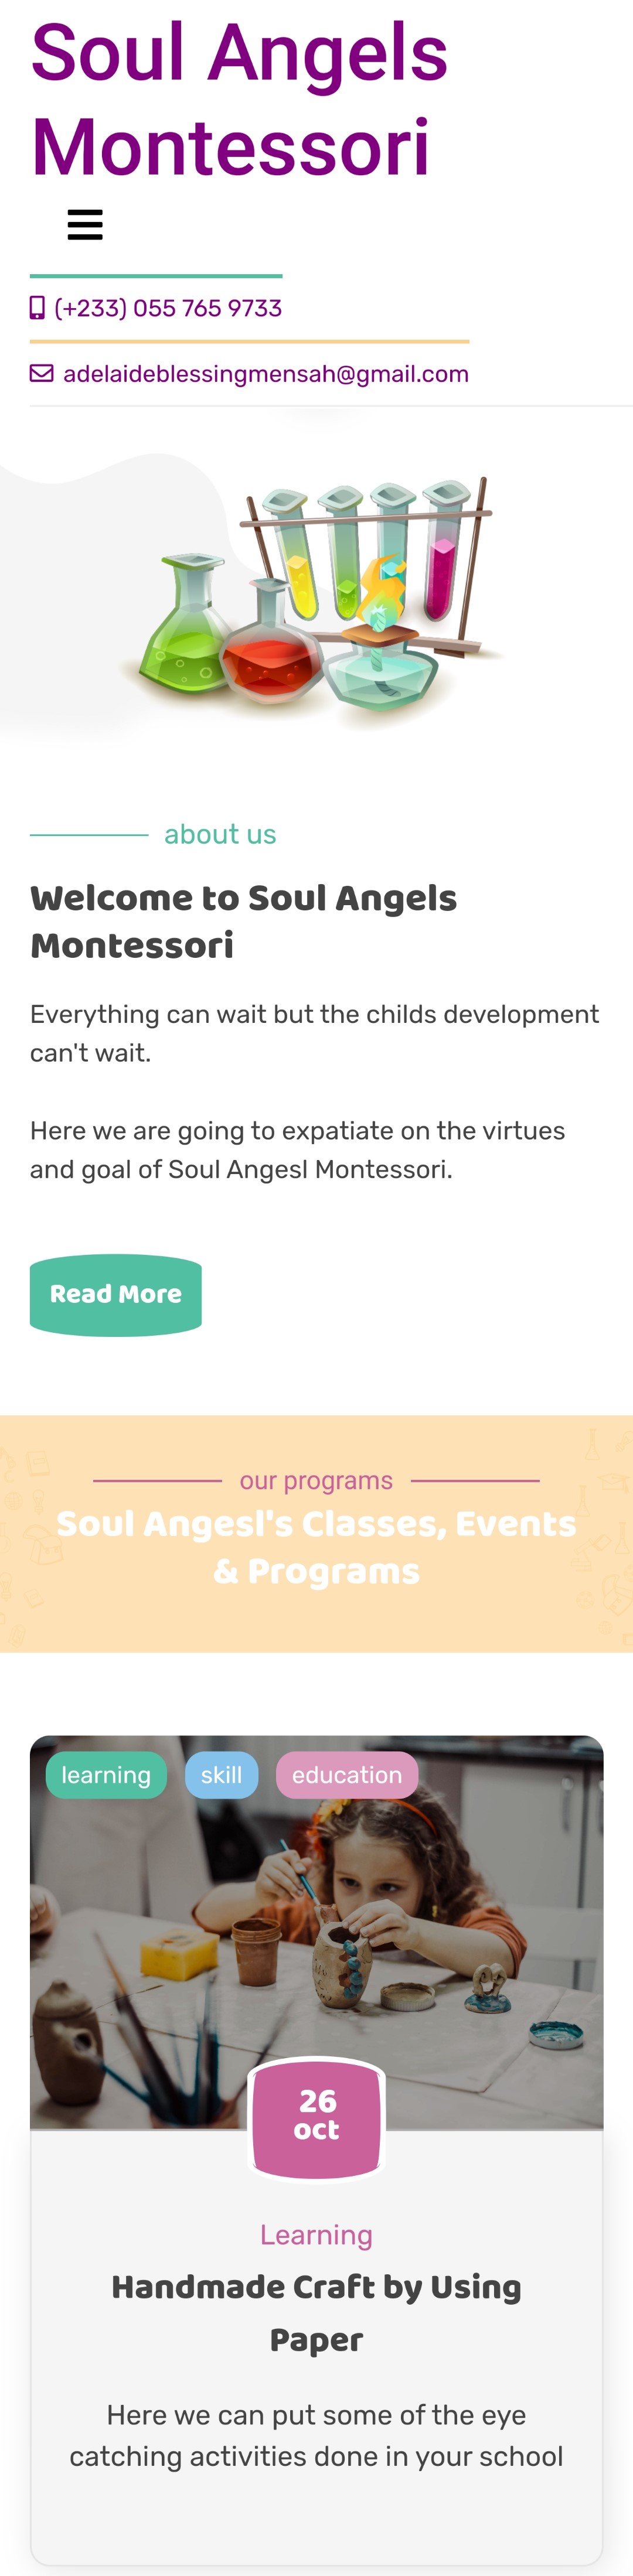 Soul Angels
Montessori
(+233) 055 765 9733
adelaideblessingmensah@gmail.com
about us
Welcome to Soul Angels
Montessori
Everything can wait but the childs development
can't wait.
Here we are going to expatiate on the virtues
and goal of Soul Angesl Montessori.
Read More
our programs
Soul Angesl's Classes, Events
& Programs
learning skill education
26
oct
Learning
Handmade Craft by Using
Paper
Here we can put some of the eye
catching activities done in your school